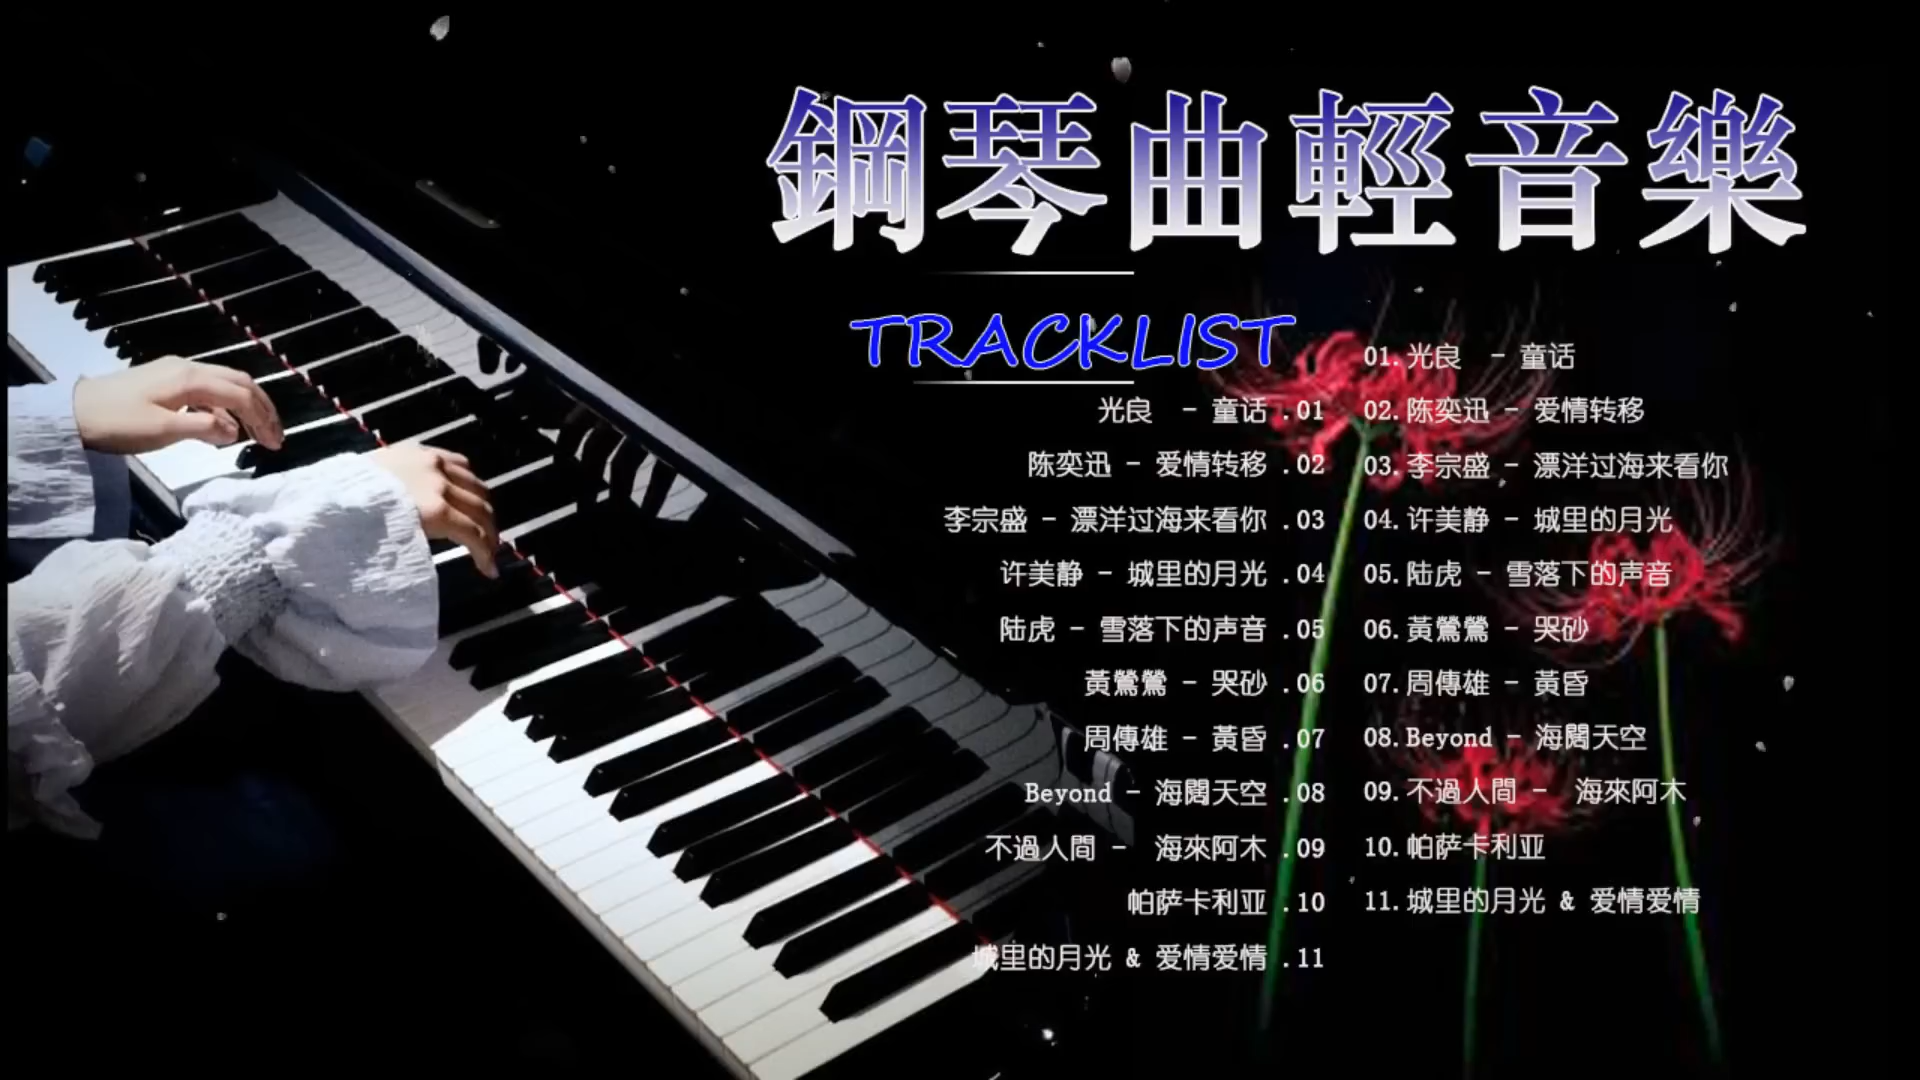 鋼琴曲輕音樂
TRACKLIST
光良 - 童话 .01
陈奕迅 - 爱情转移 .02
李宗盛 - 漂洋过海来看你 .03
许美静 - 城里的月光 .04
陆虎 - 雪落下的声音 .05
黃鶯鶯 - 哭砂 .06
周傳雄 - 黃昏 .07
Beyond - 海闊天空 .08
不過人間 - 海來阿木 .09
帕萨卡利亚 .10
城里的月光 & 爱情爱情 .11
01.光良 - 童话
02.陈奕迅 - 爱情转移
03.李宗盛 - 漂洋过海来看你
04.许美静 - 城里的月光
05.陆虎 - 雪落下的声音
06.黃鶯鶯 - 哭砂
07.周傳雄 - 黃昏
08.Beyond - 海闊天空
09.不過人間 - 海來阿木
10.帕萨卡利亚
11.城里的月光 & 爱情爱情